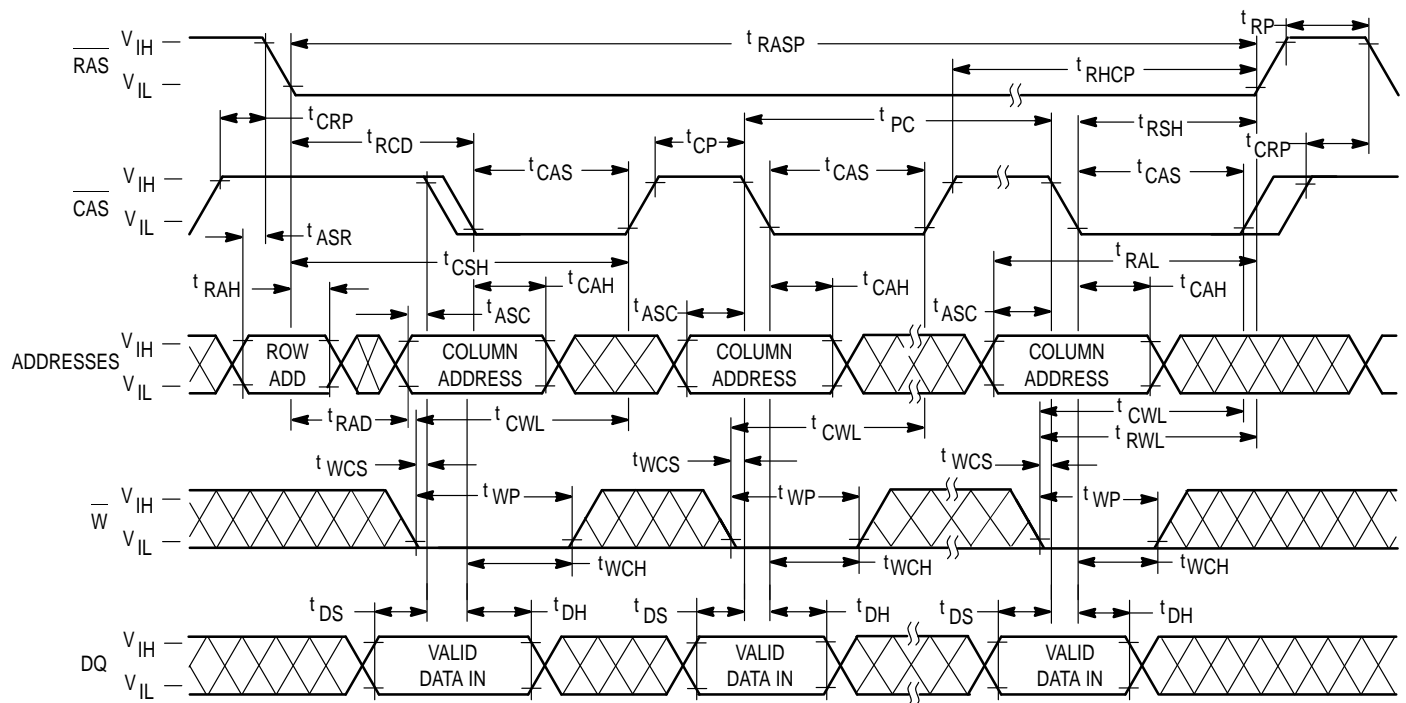 t RP
V IH
t RASP
RAS
t RHCP
V IL
t CRP
t PC
t RCD
t CP
t RSH
t CRP
t CAS
t CAS
t CAS
V IH
CAS
V IL
t ASR
t CSH
t RAL
t RAH
t CAH
t CAH
t CAH
t ASC
t ASC
t ASC
V IH
ADDRESSES
ROW ADD
COLUMN ADDRESS
COLUMN ADDRESS
COLUMN ADDRESS
V IL
t RAD
t CWL
t CWL
t CWL
t RWL
t WCS
t WCS
t WCS
t WP
t WP
t WP
V IH
W
V IL
t WCH
t WCH
t WCH
t DS
t DH
t DS
t DH
t DS
t DH
V IH
DQ
VALID DATA IN
VALID DATA IN
VALID DATA IN
V IL